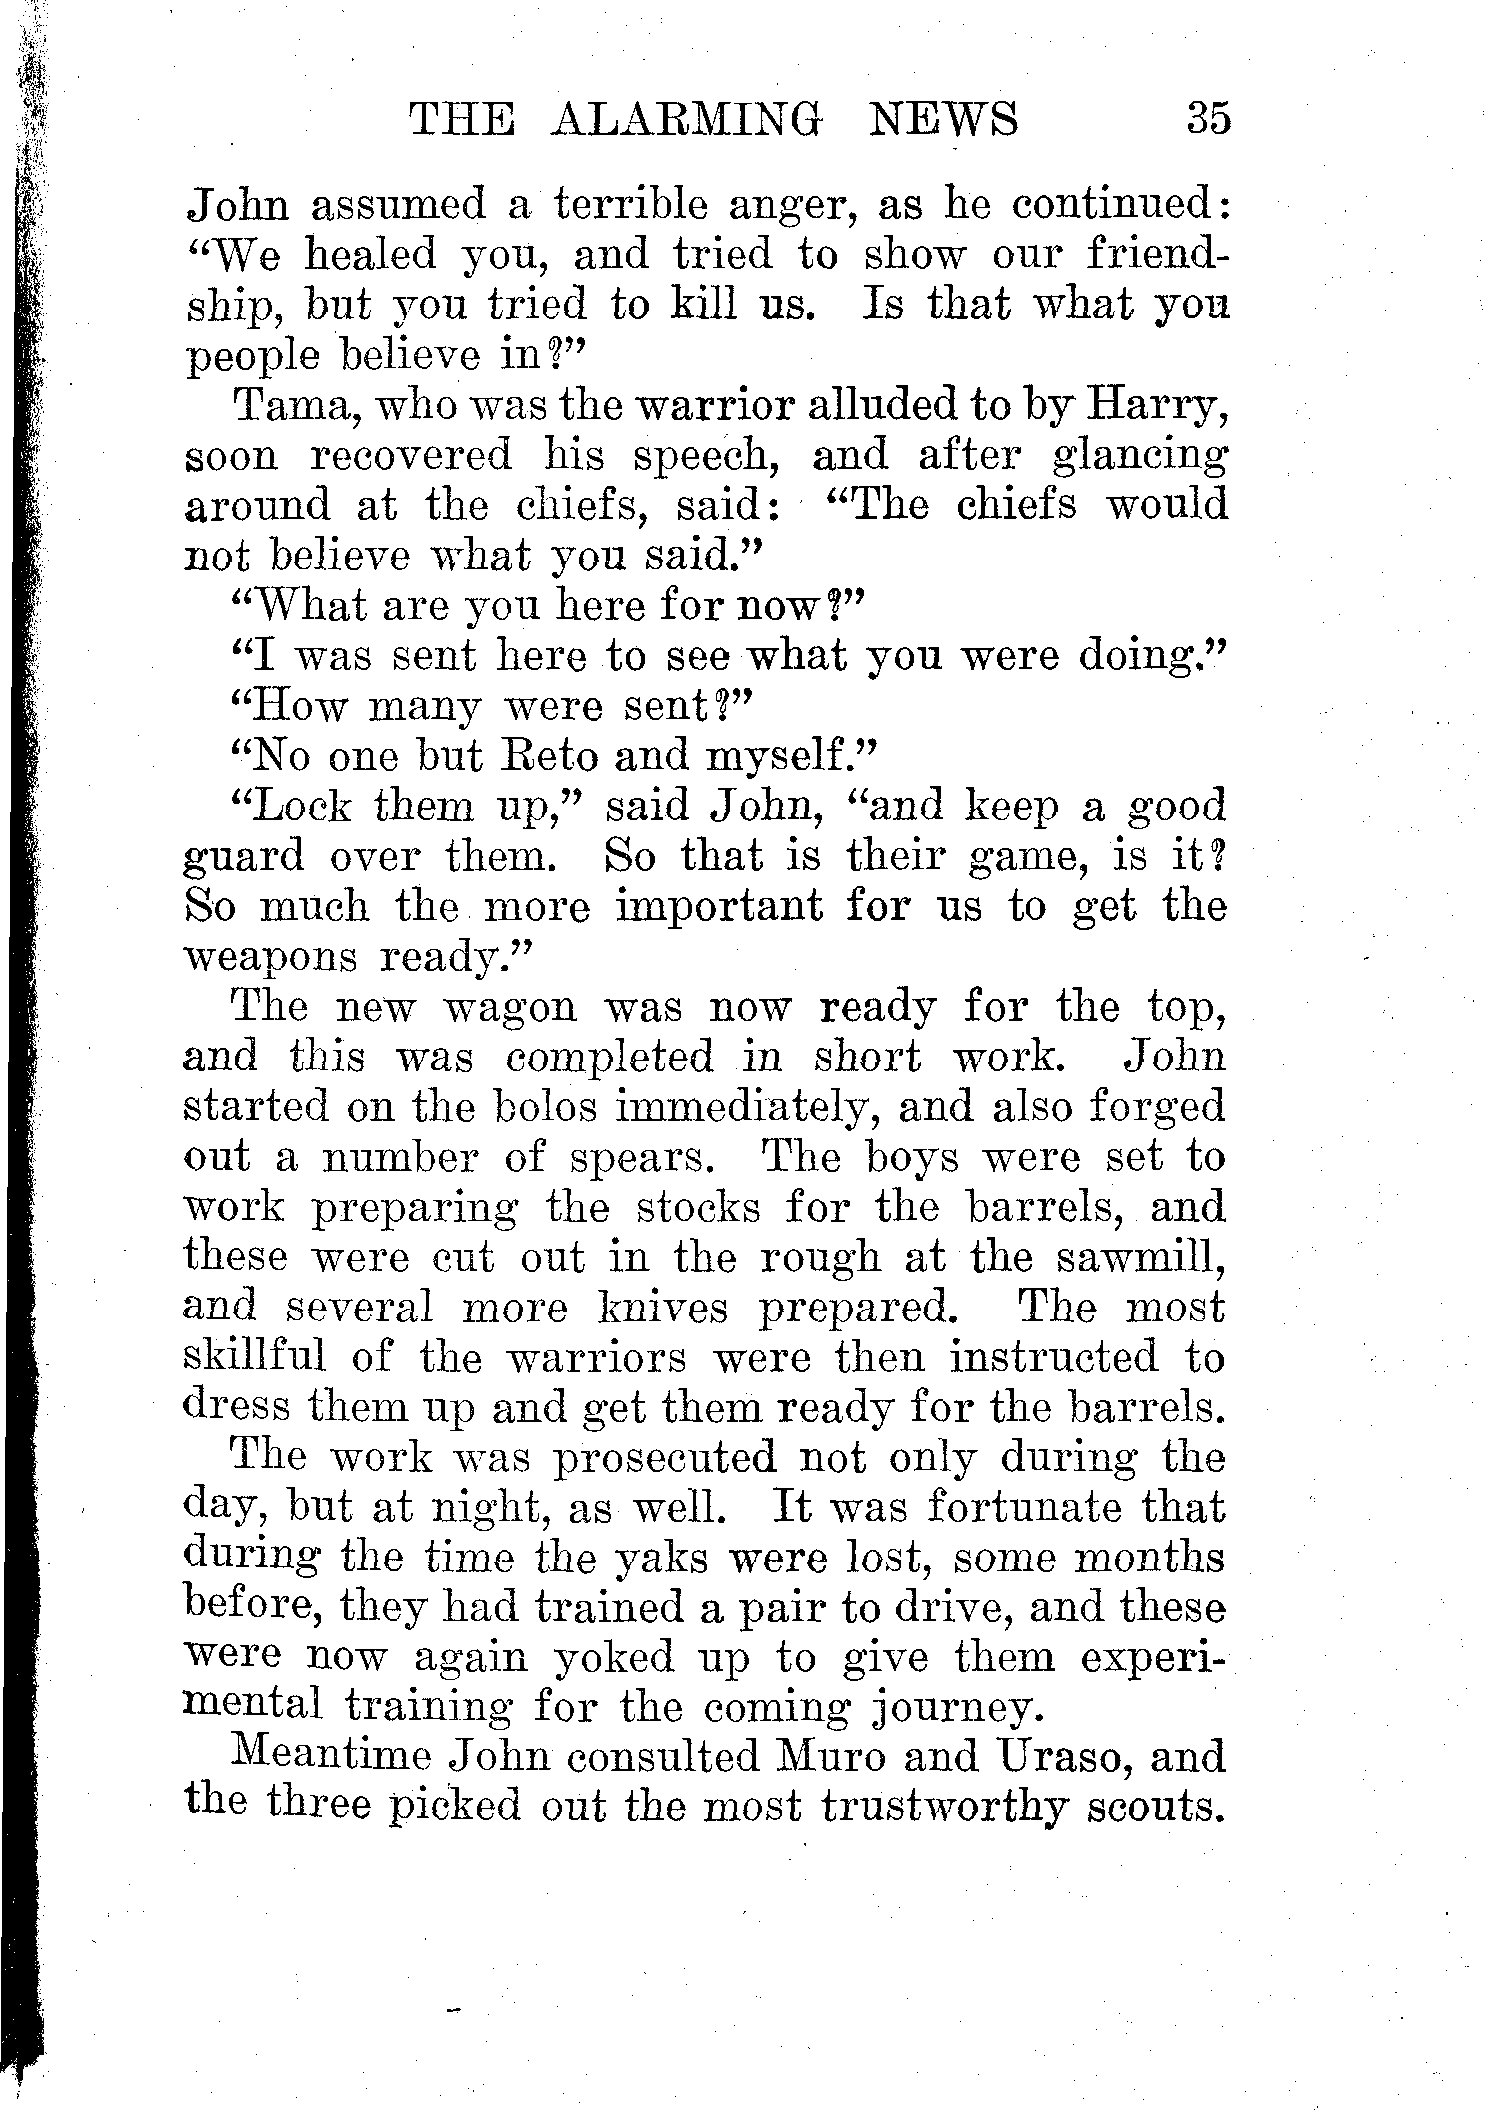 THE ALARMING NEWS 35
John assumed a terrible anger, as he continued:
“We healed you, and tried to show our friend-
ship, but you tried to kill us. Is that what you
people believe in?”
Tama, who was the warrior alluded to by Harry,
soon recovered his speech, and after glancing
around at the chiefs, said: “The chiefs would
not believe what you said.”
“What are you here for now?”
“I was sent here to see what you were doing.”
“How many were sent?”
“No one but Reto and myself.”
“Lock them up,” said John, “and keep a good
guard over them. So that is their game, is it?
So much the more important for us to get the
weapons ready.”
The new wagon was now ready for the top,
and this was completed in short work. John
started on the bolos immediately, and also forged
out a number of spears. The boys were set to
work preparing the stocks for the barrels, and
these were cut out in the rough at the sawmill,
and several more knives prepared. The most
skillful of the warriors were then instructed to
dress them up and get them ready for the barrels.
The work was prosecuted not only during the
day, but at night, as well. It was fortunate that
during the time the yaks were lost, some months
before, they had trained a pair to drive, and these
were now again yoked up to give them experi-
mental training for the coming journey.
Meantime John consulted Muro and Uraso, and
the three picked out the most trustworthy scouts.